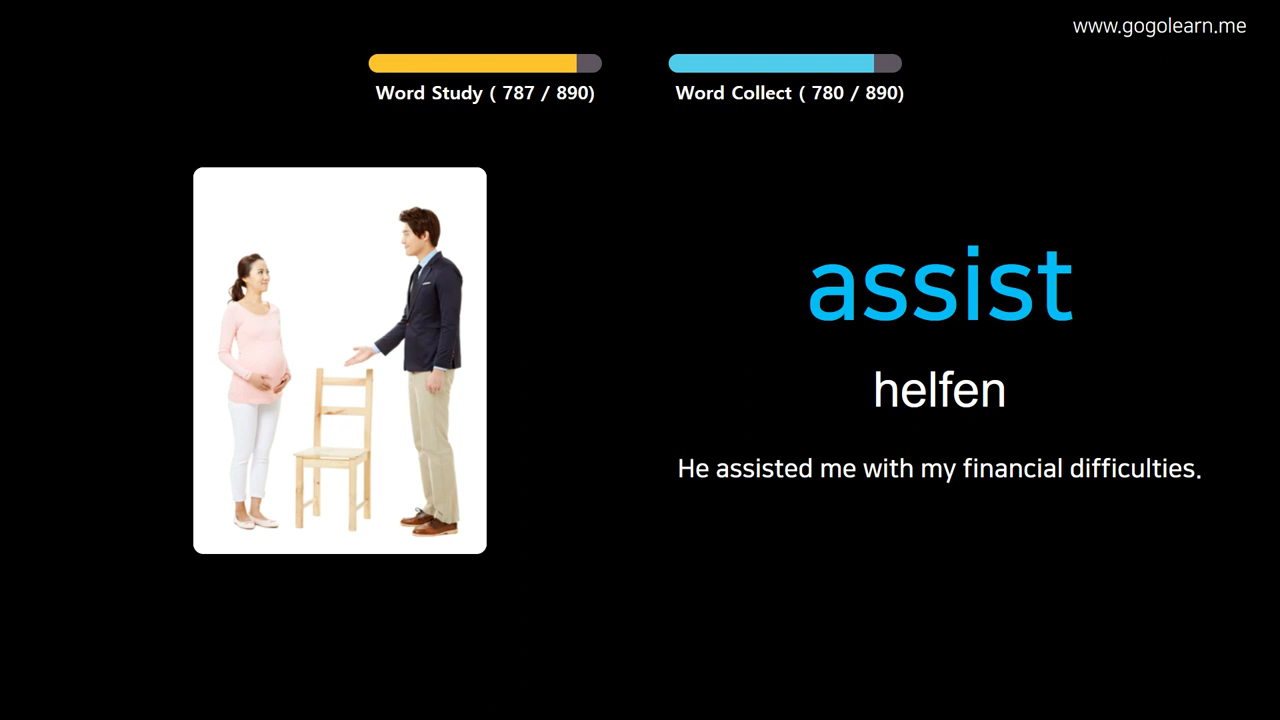 www.gogolearn.me
Word Study ( 787 / 890)
Word Collect ( 780 / 890)
assist
helfen
He assisted me with my financial difficulties.